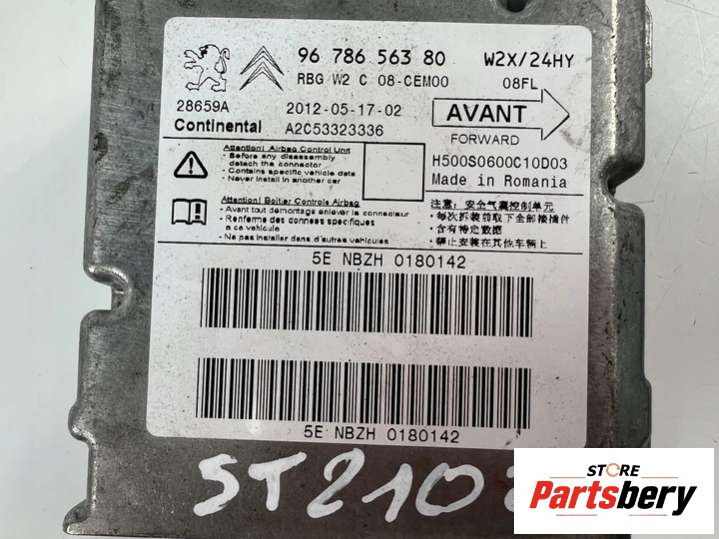 96 786 563 80 W2X/24HY
RBG W2 C 08-CEM00 08FL
28659A 2012-05-17-02 AVANT
Continental A2C53323336 FORWARD
Attention! Airbag Control Unit
- Before any disassembly
detach the connector
- Contains specific vehicle data
- Never install in another car
H500S0600C10D03
Made in Romania
Attention! Boîtier Controle Airbag
- Avant tout démontage enlever le connecteur
- Renferme des données spécifiques
a ce vehicule
- Ne pas installer dans d'autres vehicules
注意: 安全气囊控制单元
- 每次拆装前取下全部接插件
- 含有特定数据
- 禁止安装在其他车辆上
5E NBZH 0180142
5E NBZH 0180142
ST210
STORE
Partsbery